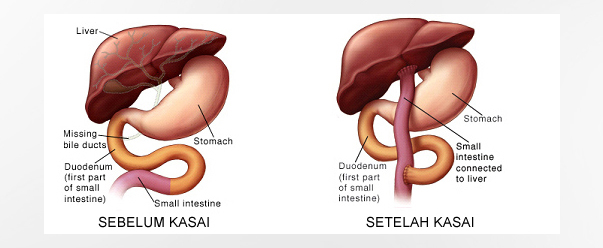 Liver
Missing
bile ducts
Stomach
Duodenum
(first part
of small
intestine)
Small intestine
SEBELUM KASAI
Stomach
Small
intestine
connected
to liver
Duodenum
(first part
of small
intestine)
SETELAH KASAI